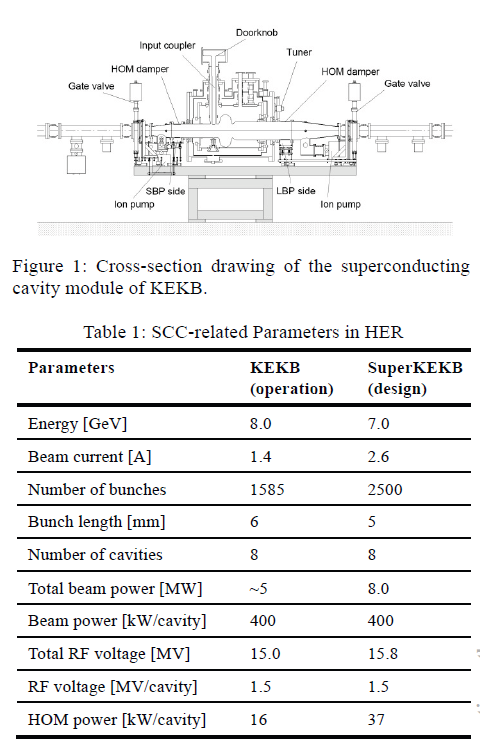 Doorknob
Input coupler
Tuner
HOM damper
HOM damper
Gate valve
Gate valve
SBP side
LBP side
Ion pump
Ion pump
Figure 1: Cross-section drawing of the superconducting
cavity module of KEKB.
Table 1: SCC-related Parameters in HER
Parameters KEKB SuperKEKB
(operation) (design)
Energy [GeV] 8.0 7.0
Beam current [A] 1.4 2.6
Number of bunches 1585 2500
Bunch length [mm] 6 5
Number of cavities 8 8
Total beam power [MW] ~5 8.0
Beam power [kW/cavity] 400 400
Total RF voltage [MV] 15.0 15.8
RF voltage [MV/cavity] 1.5 1.5
HOM power [kW/cavity] 16 37